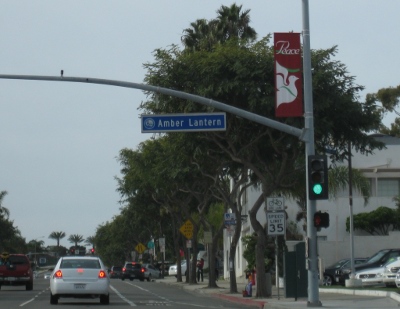 Peace
Amber Lantern
SPEED
LIMIT
35